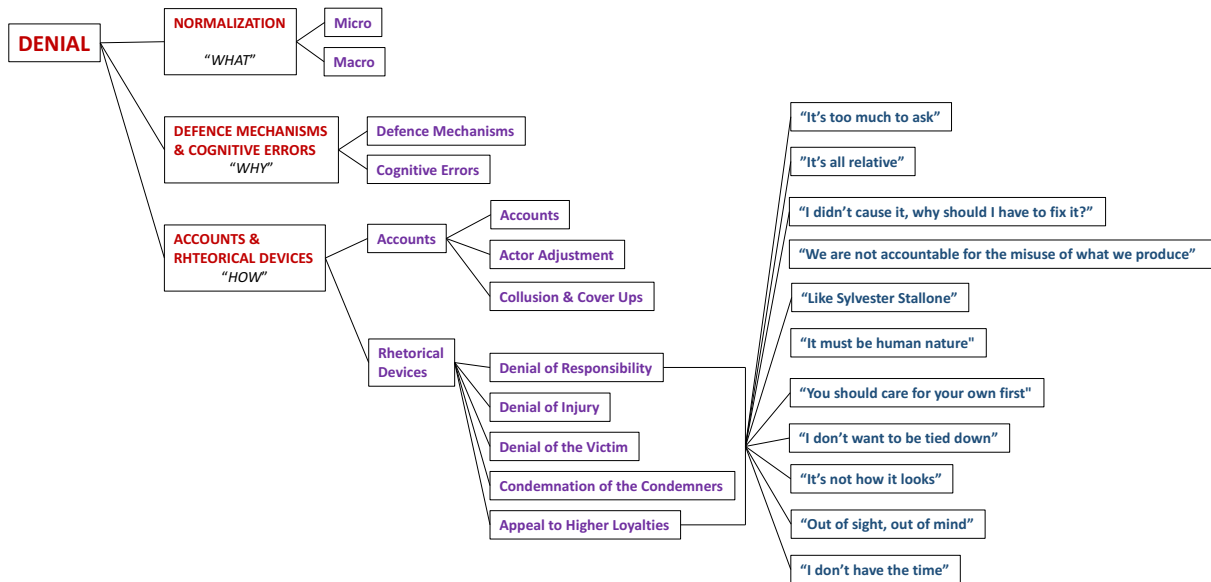 DENIAL
NORMALIZATION
“WHAT”
Micro
Macro
DEFENCE MECHANISMS
& COGNITIVE ERRORS
“WHY”
Defence Mechanisms
Cognitive Errors
ACCOUNTS &
RHTEORICAL DEVICES
“HOW”
Accounts
Accounts
Actor Adjustment
Collusion & Cover Ups
Rhetorical
Devices
Denial of Responsibility
Denial of Injury
Denial of the Victim
Condemnation of the Condemners
Appeal to Higher Loyalties
“It’s too much to ask”
”It’s all relative”
“I didn’t cause it, why should I have to fix it?”
“We are not accountable for the misuse of what we produce”
“Like Sylvester Stallone”
“It must be human nature"
“You should care for your own first"
“I don’t want to be tied down”
“It’s not how it looks”
“Out of sight, out of mind”
“I don’t have the time”